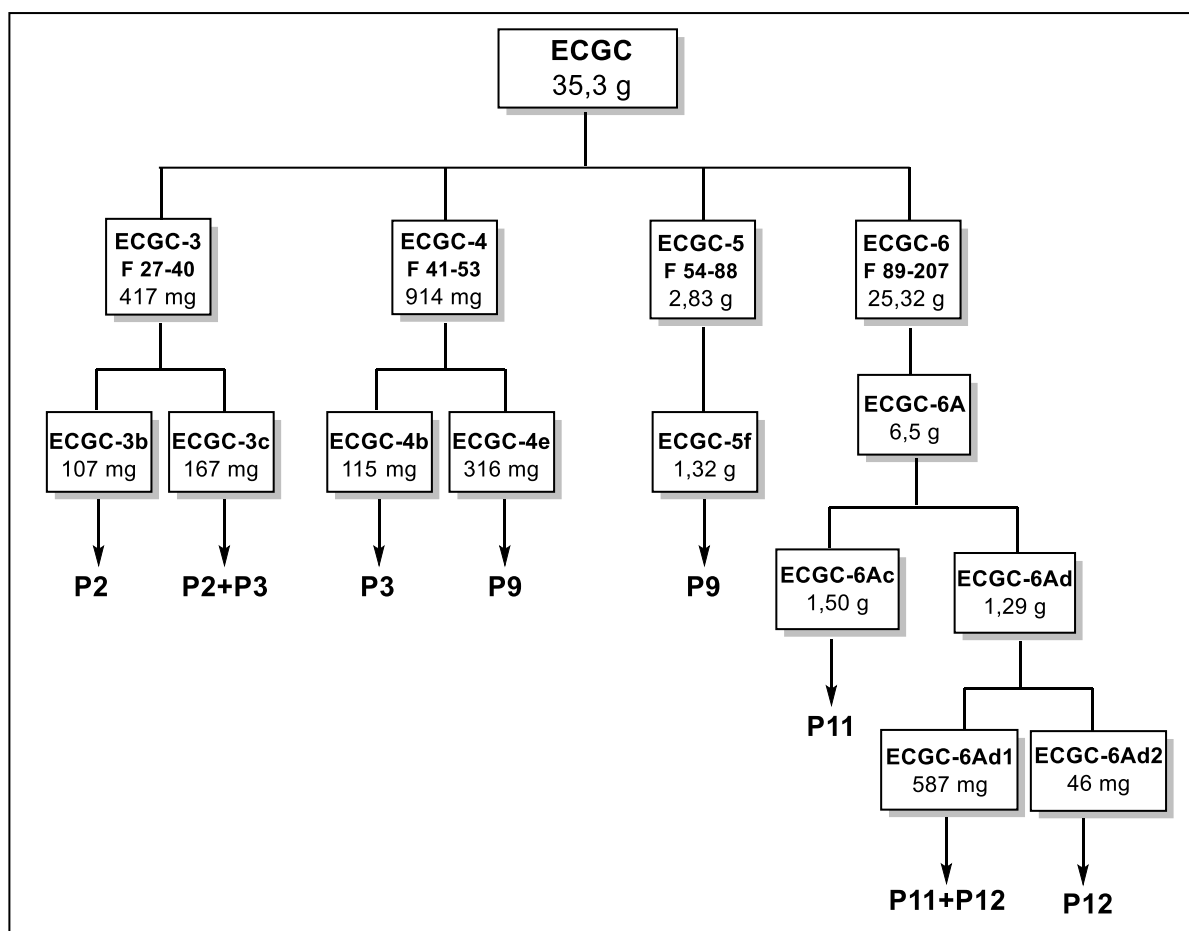 ECGC
35,3 g
ECGC-3
F 27-40
417 mg
ECGC-4
F 41-53
914 mg
ECGC-5
F 54-88
2,83 g
ECGC-6
F 89-207
25,32 g
ECGC-3b
107 mg
ECGC-3c
167 mg
ECGC-4b
115 mg
ECGC-4e
316 mg
ECGC-5f
1,32 g
ECGC-6A
6,5 g
P2
P2+P3
P3
P9
P9
ECGC-6Ac
1,50 g
ECGC-6Ad
1,29 g
P11
ECGC-6Ad1
587 mg
ECGC-6Ad2
46 mg
P11+P12
P12